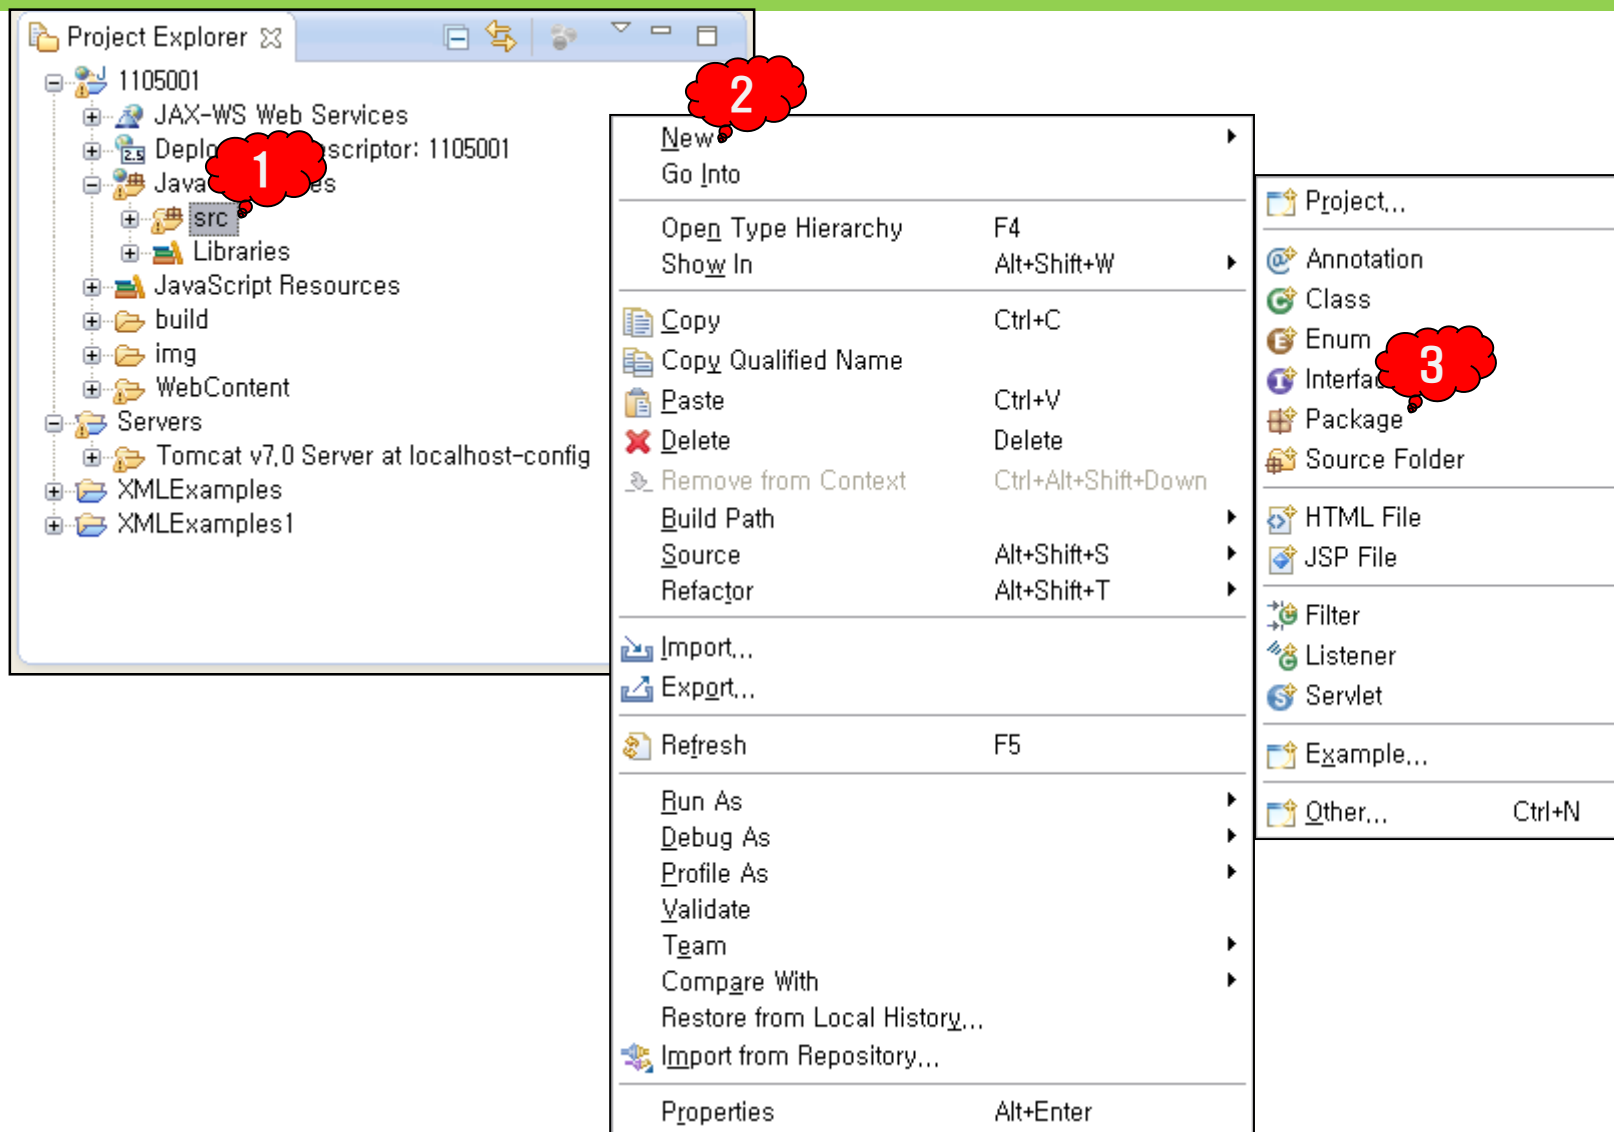 Project Explorer
1105001
JAX-WS Web Services
1
scriptor: 1105001
Java
src
Libraries
JavaScript Resources
build
img
WebContent
Servers
Tomcat v7.0 Server at localhost-config
XMLExamples
XMLExamples1
2
New
Go Into
Open Type Hierarchy F4
Show In Alt+Shift+W
Copy Ctrl+C
Copy Qualified Name
Paste Ctrl+V
Delete Delete
Remove from Context Ctrl+Alt+Shift+Down
Build Path
Source Alt+Shift+S
Refactor Alt+Shift+T
Import...
Export...
Refresh F5
Run As
Debug As
Profile As
Validate
Team
Compare With
Restore from Local History...
Import from Repository...
Properties Alt+Enter
Project...
Annotation
Class
Enum
3
Package
Source Folder
HTML File
JSP File
Filter
Listener
Servlet
Example...
Other... Ctrl+N